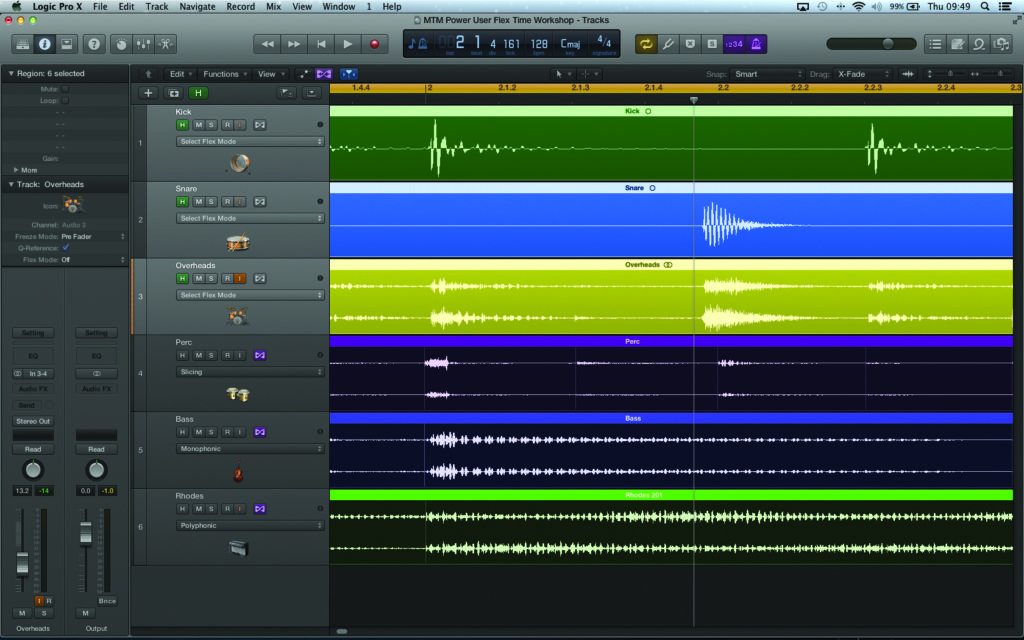 Logic Pro X File Edit Track Navigate Record Mix View Window 1 Help 99% Thu 09:49
MTM Power User Flex Time Workshop - Tracks
2 1 4 161 128 Cmaj 4/4
bar beat div tick bpm key signature
S 1234
Region: 6 selected
Edit Functions View Snap: Smart Drag: X-Fade
Mute:
Loop:
Gain:
More
Track: Overheads
Icon:
Channel: Audio 3
Freeze Mode: Pre Fader
Q-Reference:
Flex Mode: Off
H
1.4.4 2 2.1.2 2.1.3 2.1.4 2.2 2.2.2 2.2.3 2.2.4 2.3
1
Kick
H M S R I
Select Flex Mode
Kick
2
Snare
H M S R I
Select Flex Mode
Snare
3
Overheads
H M S R I
Select Flex Mode
Overheads
4
Perc
H M S R I
Slicing
Perc
5
Bass
H M S R I
Monophonic
Bass
6
Rhodes
H M S R I
Polyphonic
Rhodes 201
Setting Setting
EQ EQ
In 3-4
Audio FX Audio FX
Send
Stereo Out
Read Read
13.2 -14 0.0 -1.0
I R Bnce
M S M
Overheads Output